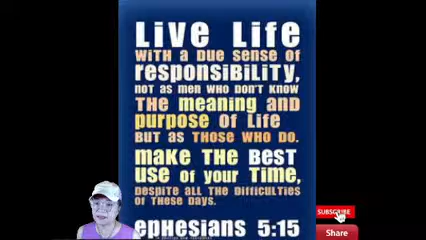 Live Life
WITH A DUE SENSE OF
responsibility,
NOT AS MEN WHO DON'T KNOW
THE meaning AND
purpose OF Life
BUT AS THOSE WHO DO.
make THE BEST
USE OF YOUR TIME,
DESPITE ALL THE DIFFICULTIES
OF THESE DAYS.
ephesians 5:15
SUBSCRIBE
Share